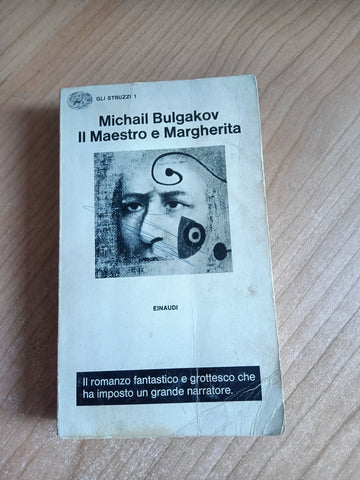 GLI STRUZZI 1
Michail Bulgakov
Il Maestro e Margherita
EINAUDI
Il romanzo fantastico e grottesco che
ha imposto un grande narratore.